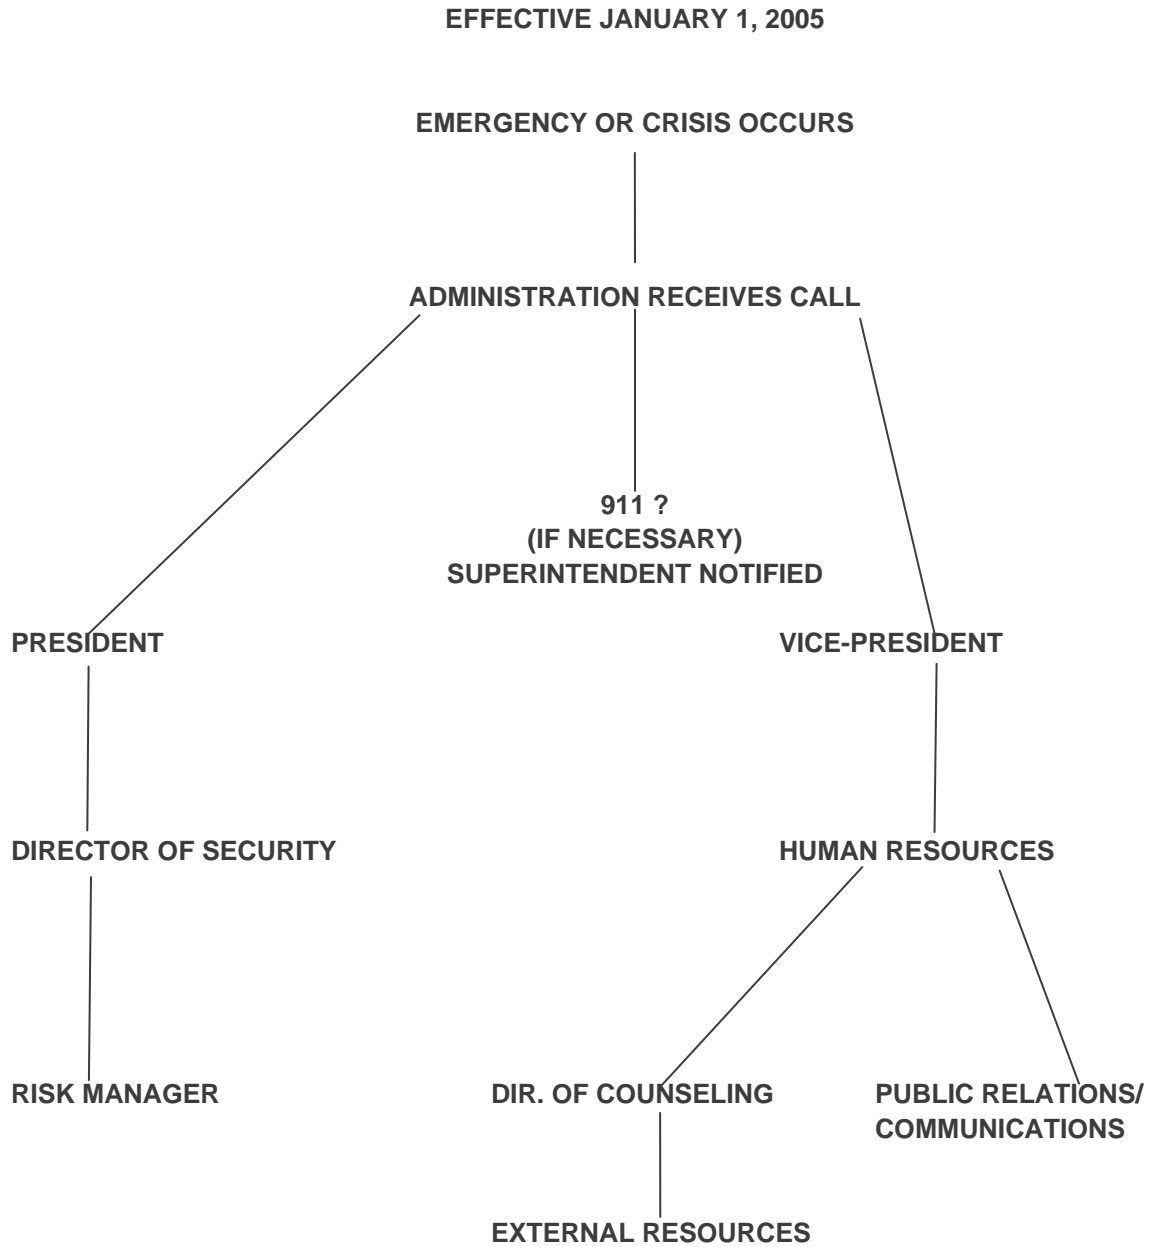 EFFECTIVE JANUARY 1, 2005
EMERGENCY OR CRISIS OCCURS
ADMINISTRATION RECEIVES CALL
911 ?
(IF NECESSARY)
SUPERINTENDENT NOTIFIED
PRESIDENT
VICE-PRESIDENT
DIRECTOR OF SECURITY
HUMAN RESOURCES
RISK MANAGER
DIR. OF COUNSELING
PUBLIC RELATIONS/
COMMUNICATIONS
EXTERNAL RESOURCES